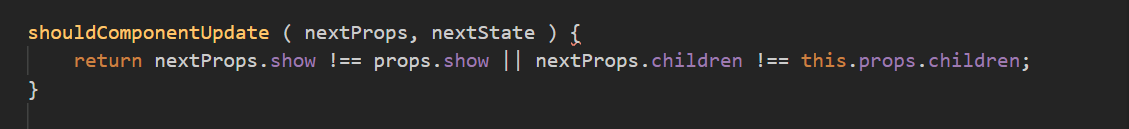 shouldComponentUpdate ( nextProps, nextState ) {
return nextProps.show !== props.show || nextProps.children !== this.props.children;
}